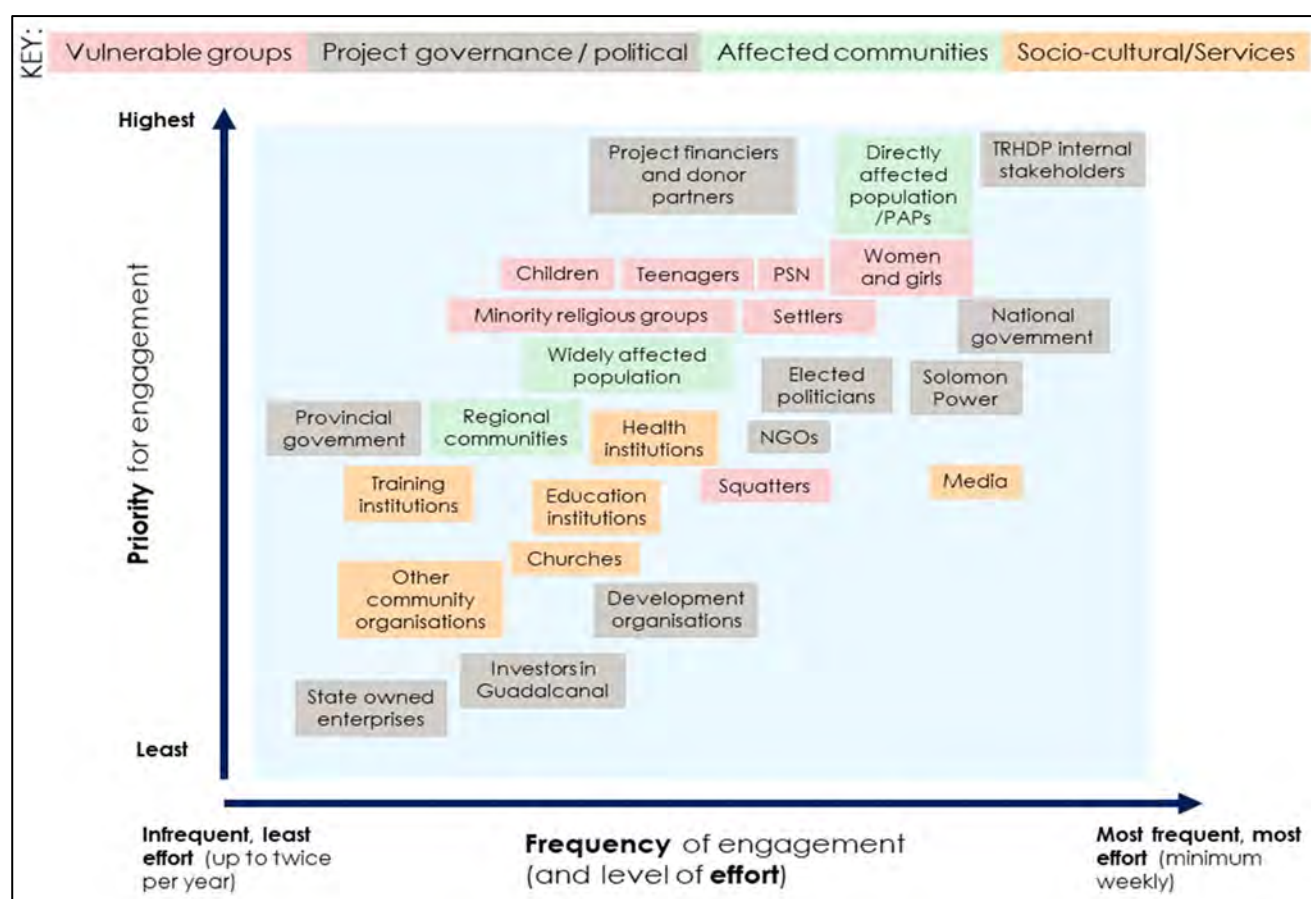 KEY:
Vulnerable groups
Project governance / political
Affected communities
Socio-cultural/Services
Highest
Project financiers
and donor
partners
Directly
affected
population
/PAPs
TRHDP internal
stakeholders
Children
Teenagers
PSN
Women
and girls
Minority religious groups
Settlers
National
government
Widely affected
population
Elected
politicians
Solomon
Power
Provincial
government
Regional
communities
Health
institutions
NGOs
Training
institutions
Education
institutions
Squatters
Media
Churches
Other
community
organisations
Development
organisations
Investors in
Guadalcanal
State owned
enterprises
Priority for engagement
Least
Infrequent, least
effort (up to twice
per year)
Frequency of engagement
(and level of effort)
Most frequent, most
effort (minimum
weekly)